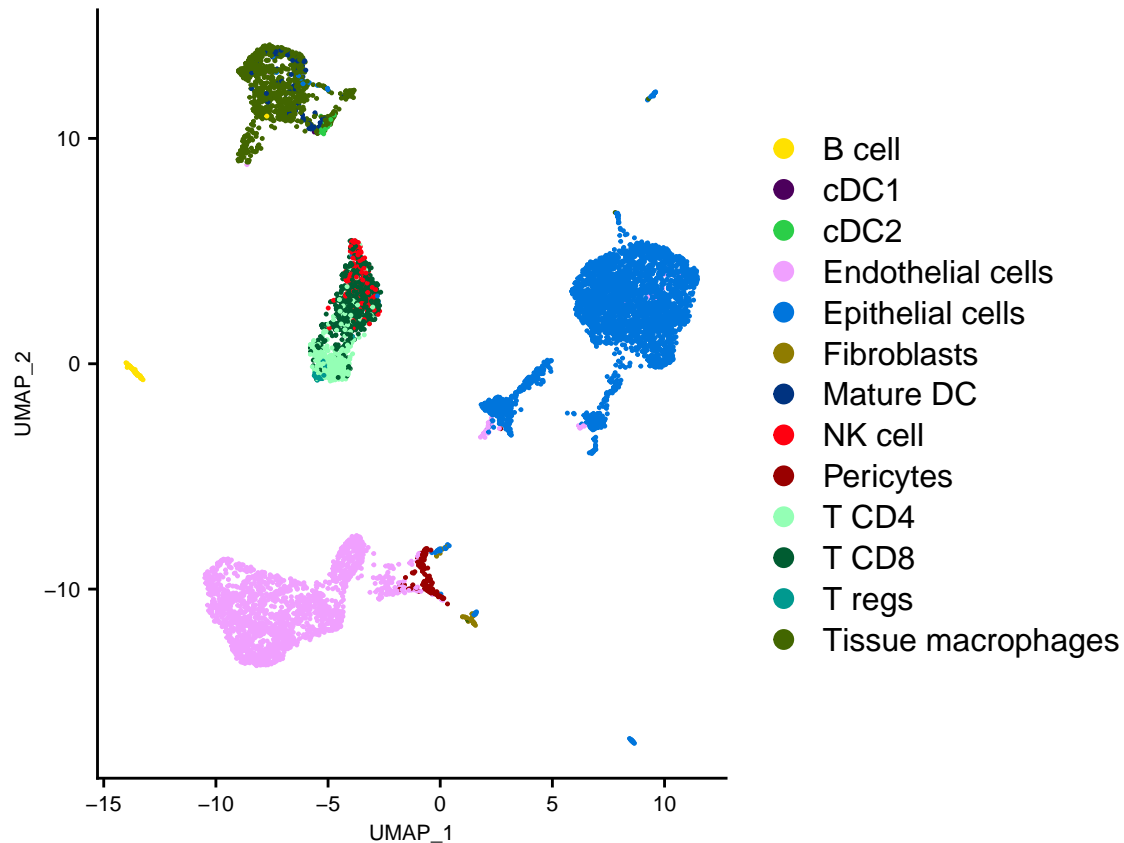 10
0
−10
UMAP_2
−15
−10
−5
0
5
10
UMAP_1
B cell
cDC1
cDC2
Endothelial cells
Epithelial cells
Fibroblasts
Mature DC
NK cell
Pericytes
T CD4
T CD8
T regs
Tissue macrophages